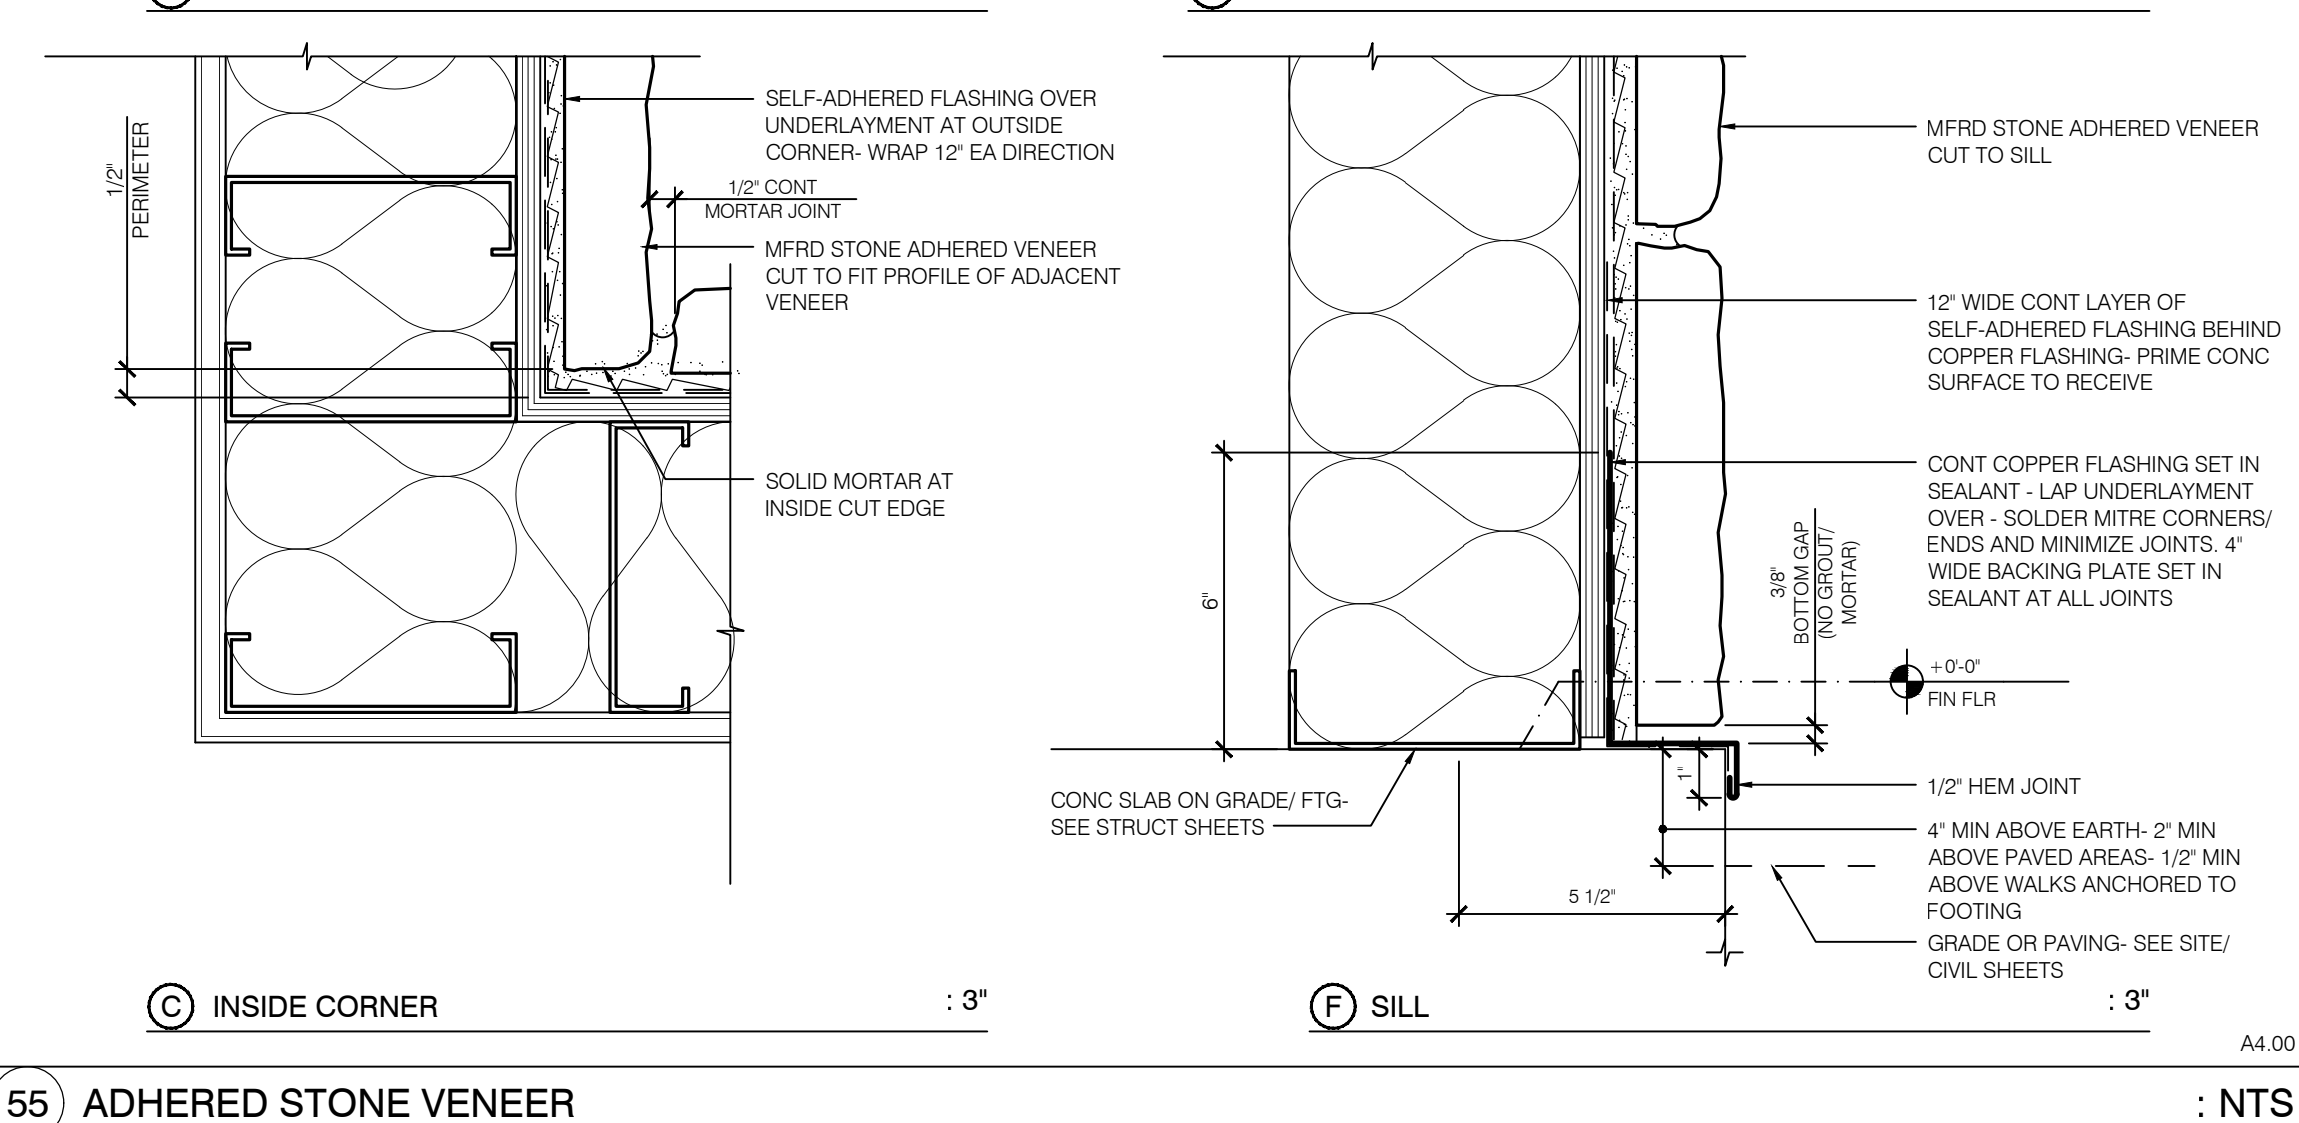 1/2"
PERIMETER
SELF-ADHERED FLASHING OVER
UNDERLAYMENT AT OUTSIDE
CORNER- WRAP 12" EA DIRECTION
1/2" CONT
MORTAR JOINT
MFRD STONE ADHERED VENEER
CUT TO FIT PROFILE OF ADJACENT
VENEER
SOLID MORTAR AT
INSIDE CUT EDGE
C INSIDE CORNER : 3"
MFRD STONE ADHERED VENEER
CUT TO SILL
12" WIDE CONT LAYER OF
SELF-ADHERED FLASHING BEHIND
COPPER FLASHING- PRIME CONC
SURFACE TO RECEIVE
CONT COPPER FLASHING SET IN
SEALANT - LAP UNDERLAYMENT
OVER - SOLDER MITRE CORNERS/
ENDS AND MINIMIZE JOINTS. 4"
WIDE BACKING PLATE SET IN
SEALANT AT ALL JOINTS
6"
3/8"
BOTTOM GAP
(NO GROUT/
MORTAR)
+0'-0"
FIN FLR
1"
1/2" HEM JOINT
CONC SLAB ON GRADE/ FTG-
SEE STRUCT SHEETS
4" MIN ABOVE EARTH- 2" MIN
ABOVE PAVED AREAS- 1/2" MIN
ABOVE WALKS ANCHORED TO
FOOTING
5 1/2"
GRADE OR PAVING- SEE SITE/
CIVIL SHEETS
F SILL : 3"
A4.00
55 ADHERED STONE VENEER : NTS